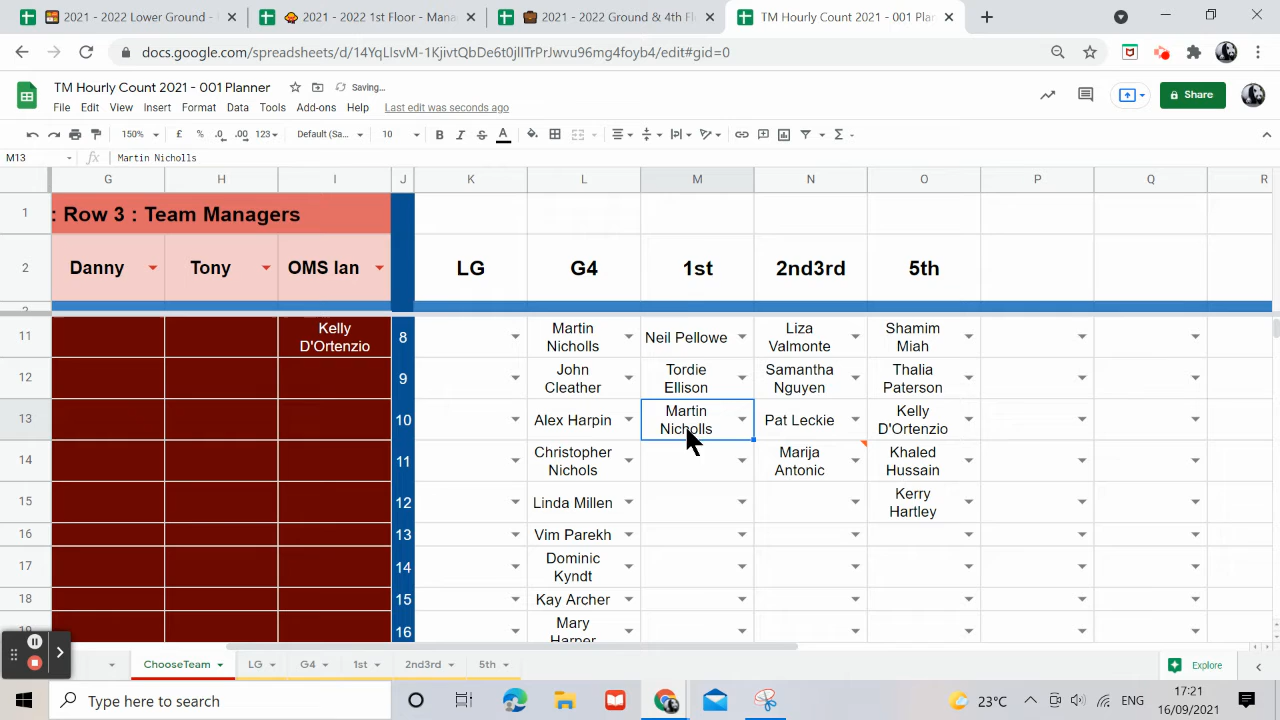 2021 - 2022 Lower Ground
2021 - 2022 1st Floor - Mana
2021 - 2022 Ground & 4th Fl
TM Hourly Count 2021 - 001 Plan
docs.google.com/spreadsheets/d/14YqLlsvM-1KjivtQbDe6t0jlITrPrJwvu96mg4foyb4/edit#gid=0
TM Hourly Count 2021 - 001 Planner
Saving...
File Edit View Insert Format Data Tools Add-ons Help Last edit was seconds ago
Share
150% £ % .0 .00 123 Default (Sa... 10 B I S A
M13 fx Martin Nicholls
G H I J K L M N O P Q R
1 : Row 3 : Team Managers
2 Danny Tony OMS Ian LG G4 1st 2nd3rd 5th
11 Kelly D'Ortenzio 8 Martin Nicholls Neil Pellowe Liza Valmonte Shamim Miah
12 9 John Cleather Tordie Ellison Samantha Nguyen Thalia Paterson
13 10 Alex Harpin Martin Nicholls Pat Leckie Kelly D'Ortenzio
14 11 Christopher Nichols Marija Antonic Khaled Hussain
15 12 Linda Millen Kerry Hartley
16 13 Vim Parekh
17 14 Dominic Kyndt
18 15 Kay Archer
19 16 Mary Harper
ChooseTeam LG G4 1st 2nd3rd 5th
Explore
Type here to search
23°C ENG 17:21
16/09/2021